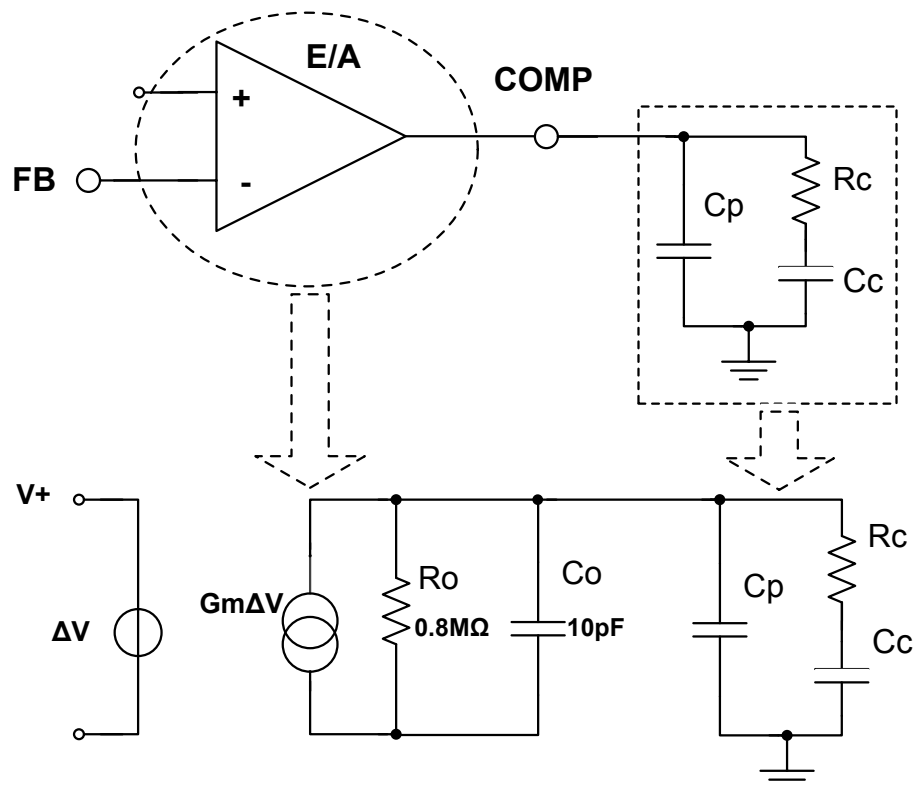 E/A
COMP
+
FB
-
Rc
Cp
Cc
V+
Rc
Ro
Co
Cp
GmΔV
ΔV
0.8MΩ
10pF
Cc